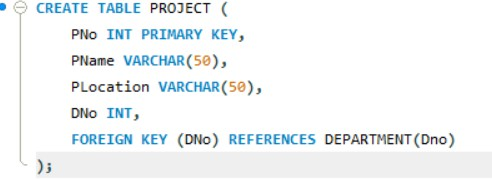 CREATE TABLE PROJECT (
PNo INT PRIMARY KEY,
PName VARCHAR(50),
PLocation VARCHAR(50),
DNo INT,
FOREIGN KEY (DNo) REFERENCES DEPARTMENT(Dno)
);